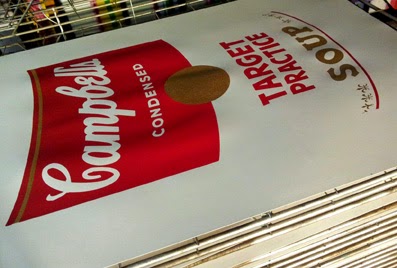 Campbell's
CONDENSED
TARGET
PRACTICE
SOUP